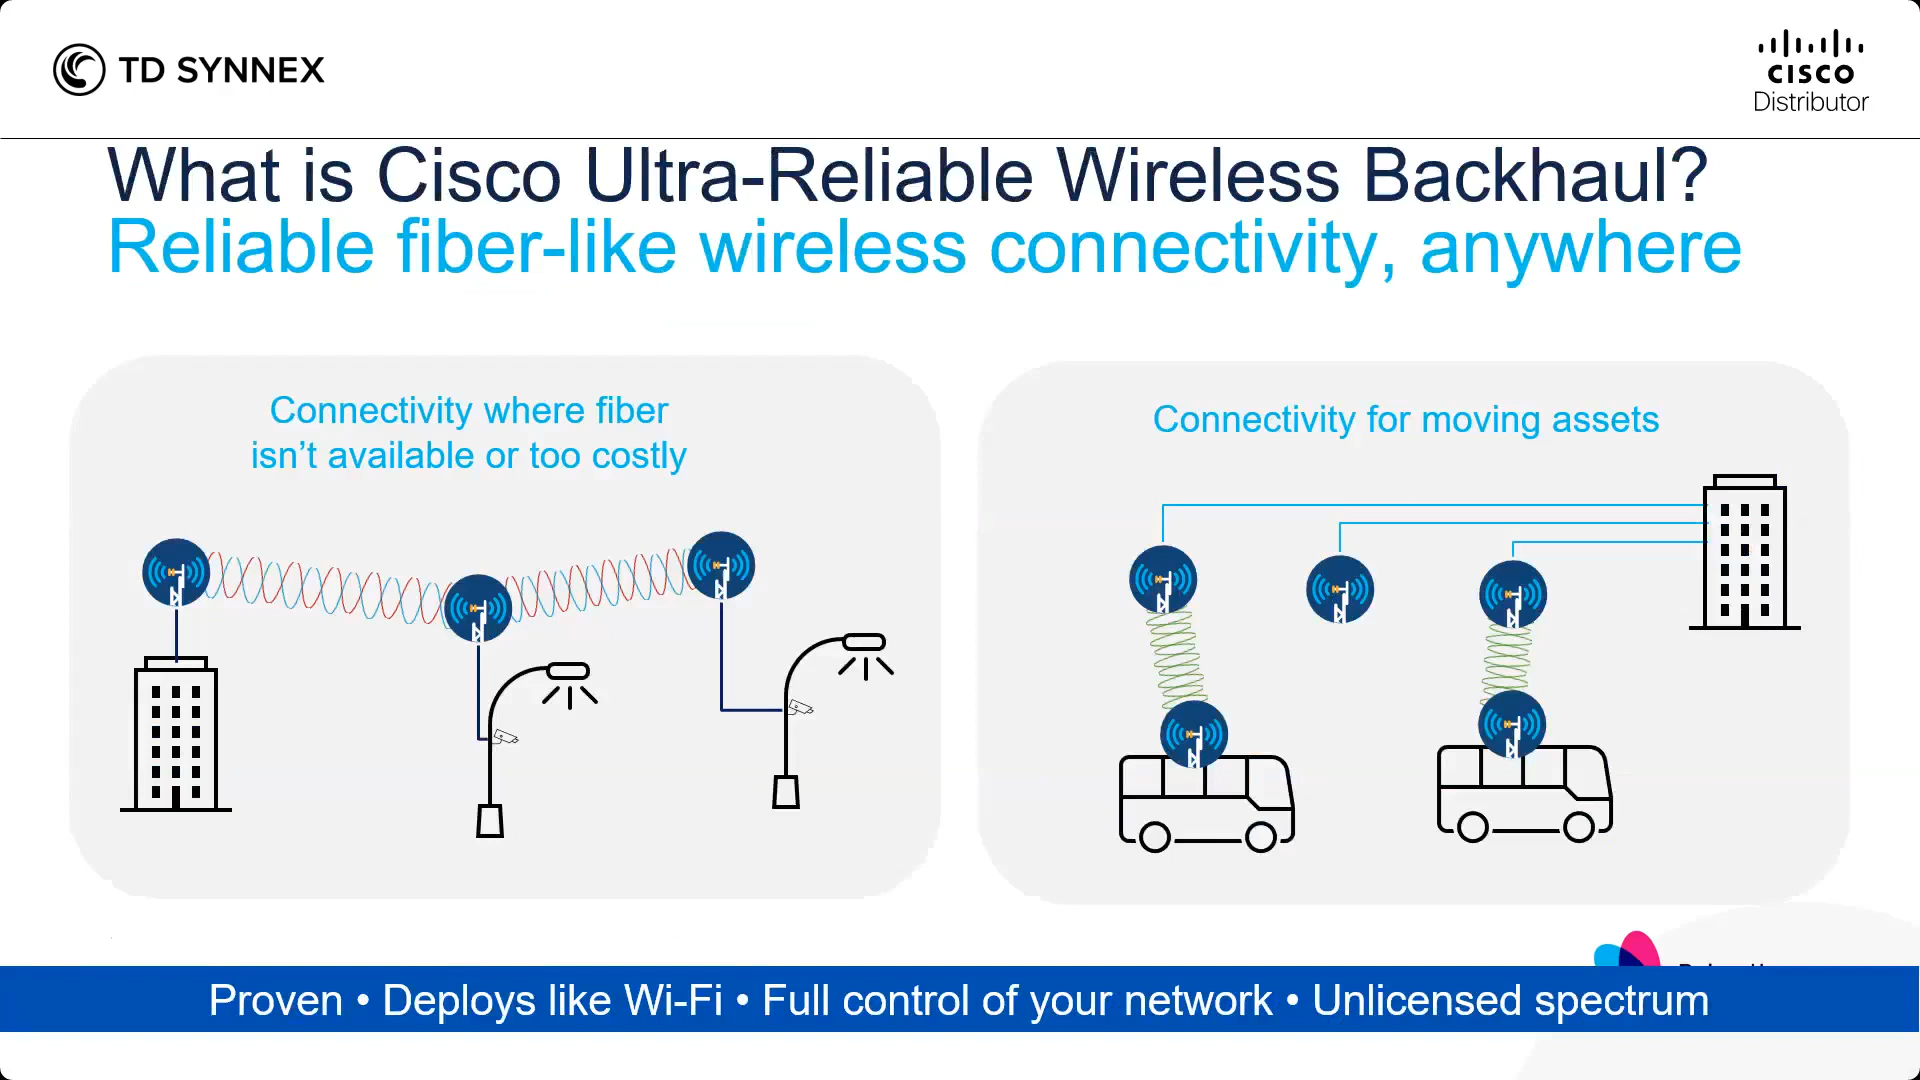 TD SYNNEX
CISCO
Distributor
What is Cisco Ultra-Reliable Wireless Backhaul?
Reliable fiber-like wireless connectivity, anywhere
Connectivity where fiber
isn’t available or too costly
Connectivity for moving assets
Proven • Deploys like Wi-Fi • Full control of your network • Unlicensed spectrum